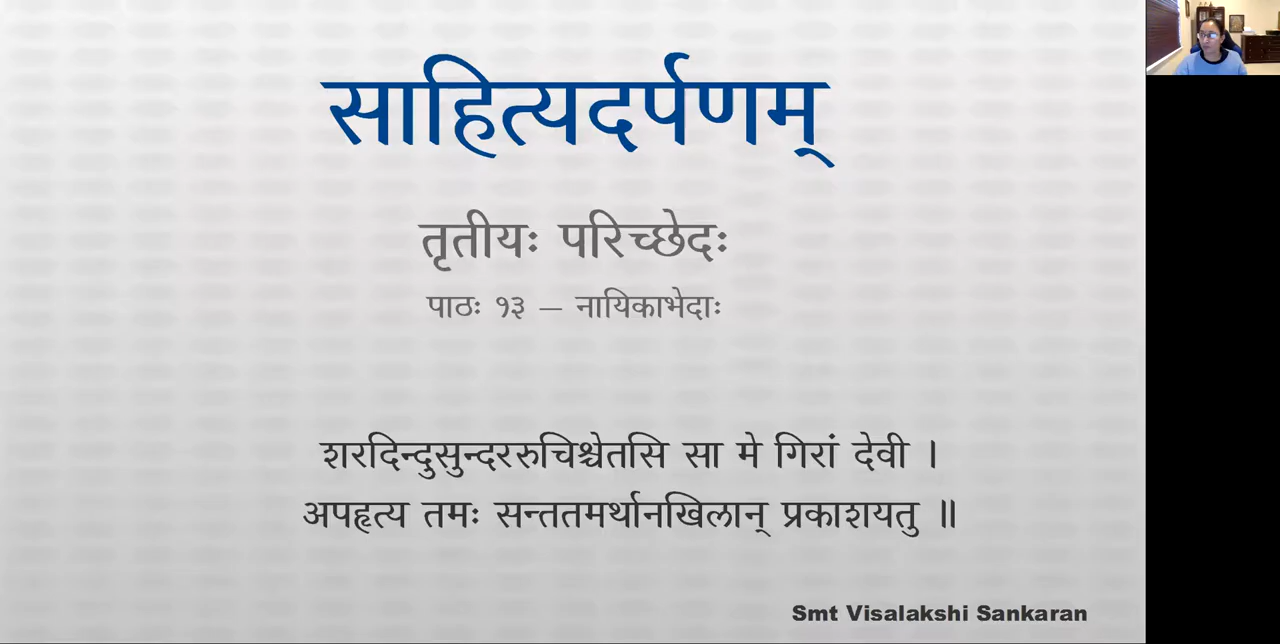 साहित्यदर्पणम्
तृतीयः परिच्छेदः
पाठः १३ – नायिकाभेदाः
शरदिन्दुसुन्दररुचिश्चेतसि सा मे गिरां देवी ।
अपहृत्य तमः सन्ततमर्थानखिलान् प्रकाशयतु ॥
Smt Visalakshi Sankaran